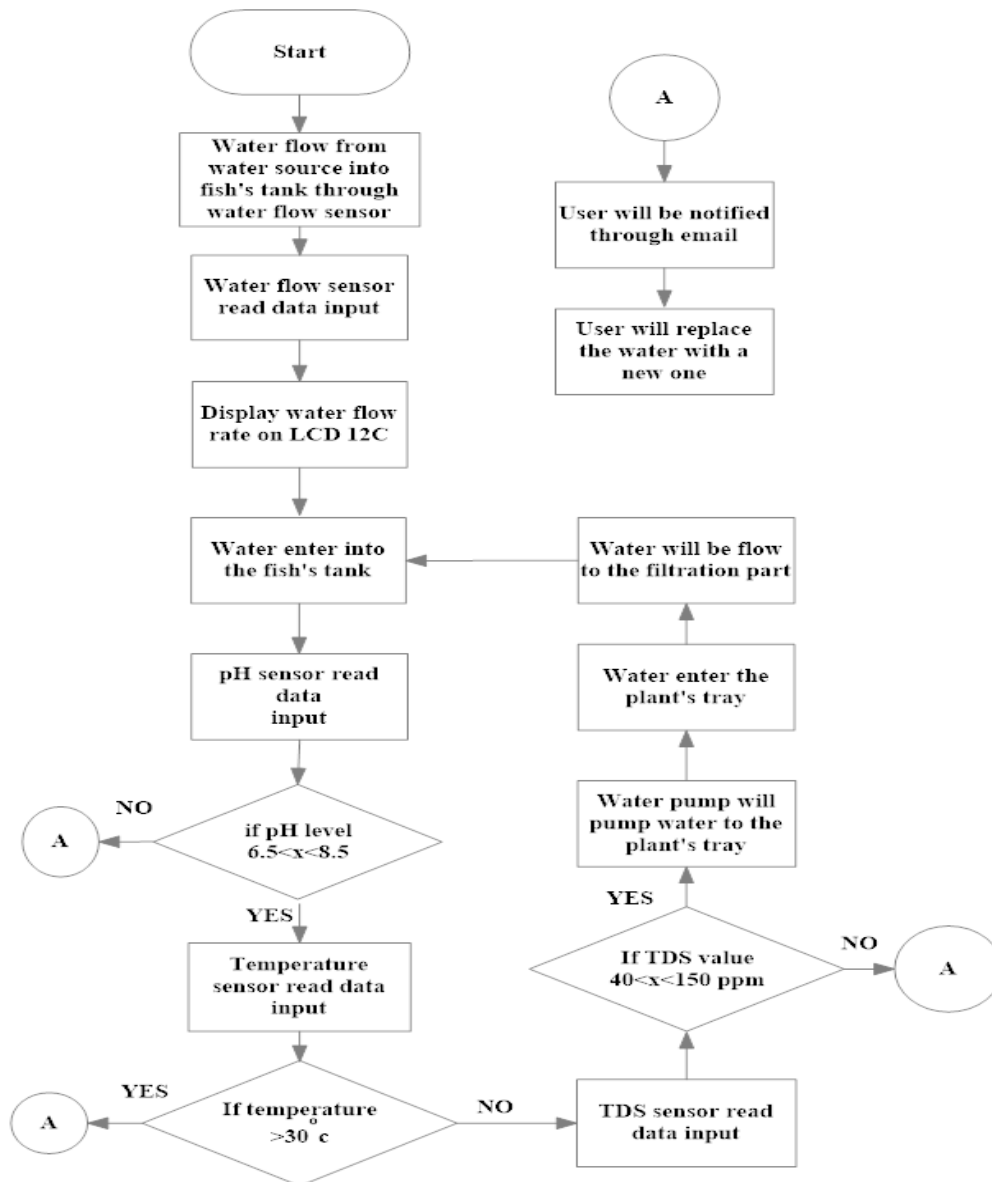 Start
Water flow from
water source into
fish's tank through
water flow sensor
Water flow sensor
read data input
Display water flow
rate on LCD 12C
Water enter into
the fish's tank
pH sensor read
data
input
if pH level
6.5<x<8.5
NO
A
YES
Temperature
sensor read data
input
If temperature
>30°c
YES
A
NO
TDS sensor read
data input
If TDS value
40<x<150 ppm
NO
A
YES
Water pump will
pump water to the
plant's tray
Water enter the
plant's tray
Water will be flow
to the filtration part
A
User will be notified
through email
User will replace
the water with a
new one